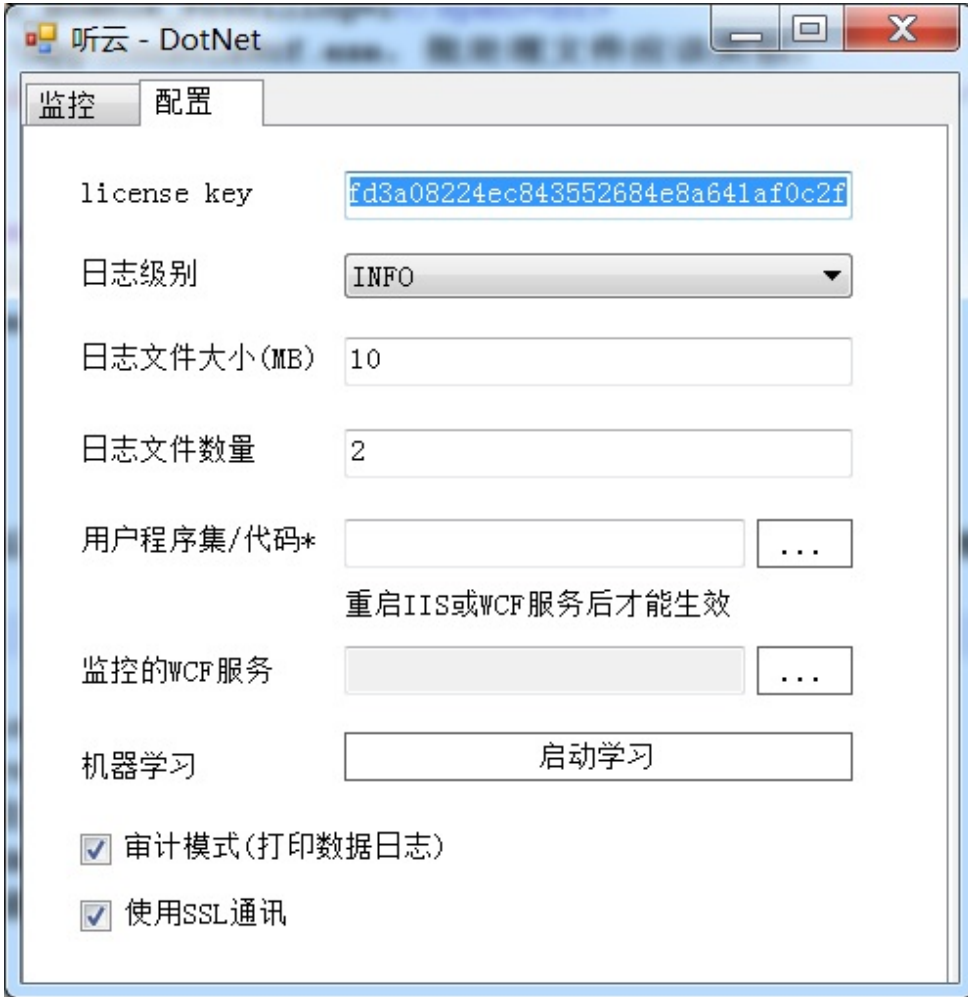 听云 - DotNet
监控 配置
license key fd3a08224ec843552684e8a641af0c2f
日志级别 INFO
日志文件大小(MB) 10
日志文件数量 2
用户程序集/代码* ...
重启IIS或WCF服务后才能生效
监控的WCF服务 ...
机器学习 启动学习
审计模式(打印数据日志)
使用SSL通讯